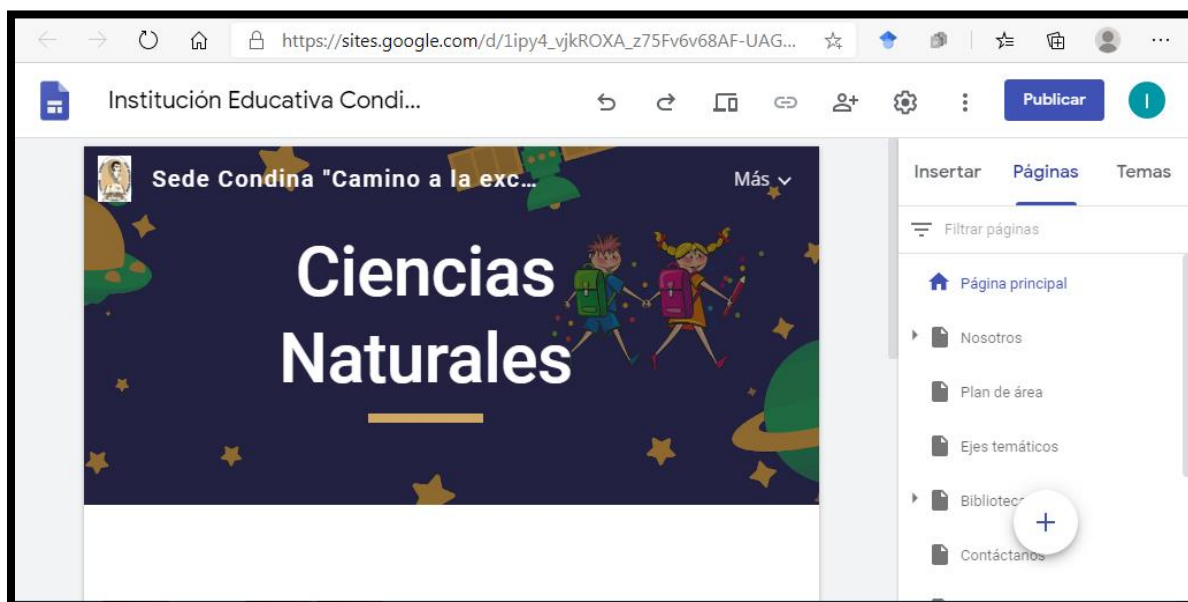 https://sites.google.com/d/1ipy4_vjkROXA_z75Fv6v68AF-UAG...
Institución Educativa Condi...
Publicar
I
Sede Condina "Camino a la exc...
Más
Ciencias
Naturales
Insertar Páginas Temas
Filtrar páginas
Página principal
Nosotros
Plan de área
Ejes temáticos
Contáctanos